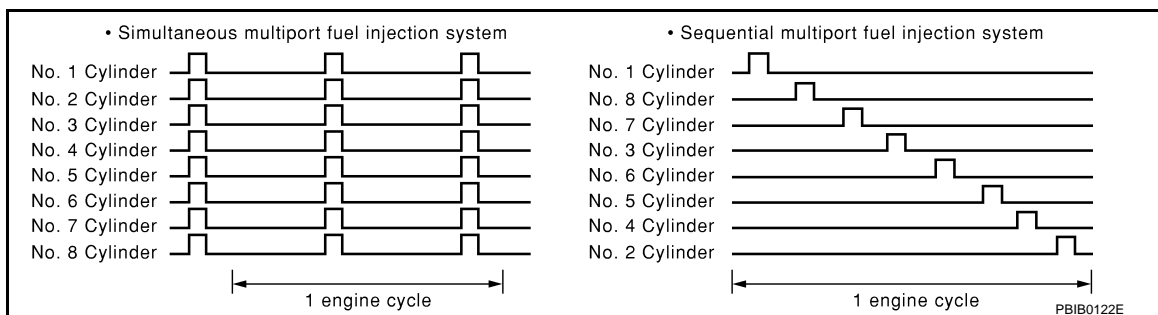 • Simultaneous multiport fuel injection system
No. 1 Cylinder
No. 2 Cylinder
No. 3 Cylinder
No. 4 Cylinder
No. 5 Cylinder
No. 6 Cylinder
No. 7 Cylinder
No. 8 Cylinder
1 engine cycle
• Sequential multiport fuel injection system
No. 1 Cylinder
No. 8 Cylinder
No. 7 Cylinder
No. 3 Cylinder
No. 6 Cylinder
No. 5 Cylinder
No. 4 Cylinder
No. 2 Cylinder
1 engine cycle
PBIB0122E